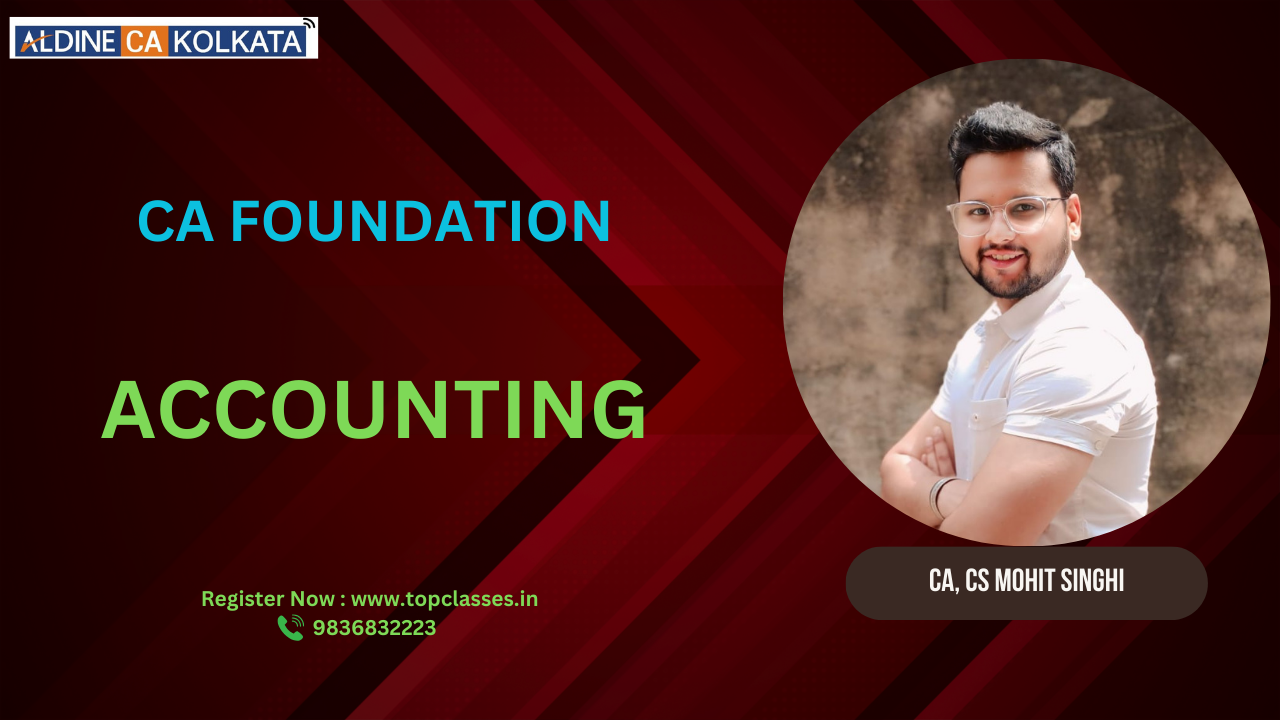 ALDINE CA KOLKATA
CA FOUNDATION
ACCOUNTING
Register Now : www.topclasses.in
9836832223
CA, CS MOHIT SINGHI